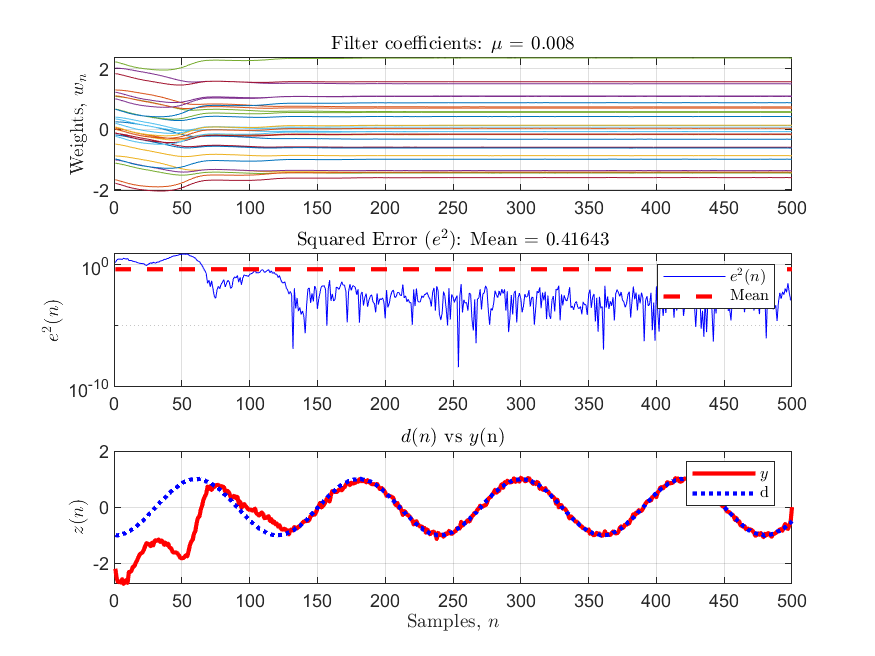 Filter coefficients: μ = 0.008
Weights, wₙ
2
0
-2
0 50 100 150 200 250 300 350 400 450 500
Squared Error (e²): Mean = 0.41643
e²(n)
10⁰
10⁻¹⁰
e²(n)
Mean
0 50 100 150 200 250 300 350 400 450 500
d(n) vs y(n)
z(n)
2
0
-2
y
d
0 50 100 150 200 250 300 350 400 450 500
Samples, n